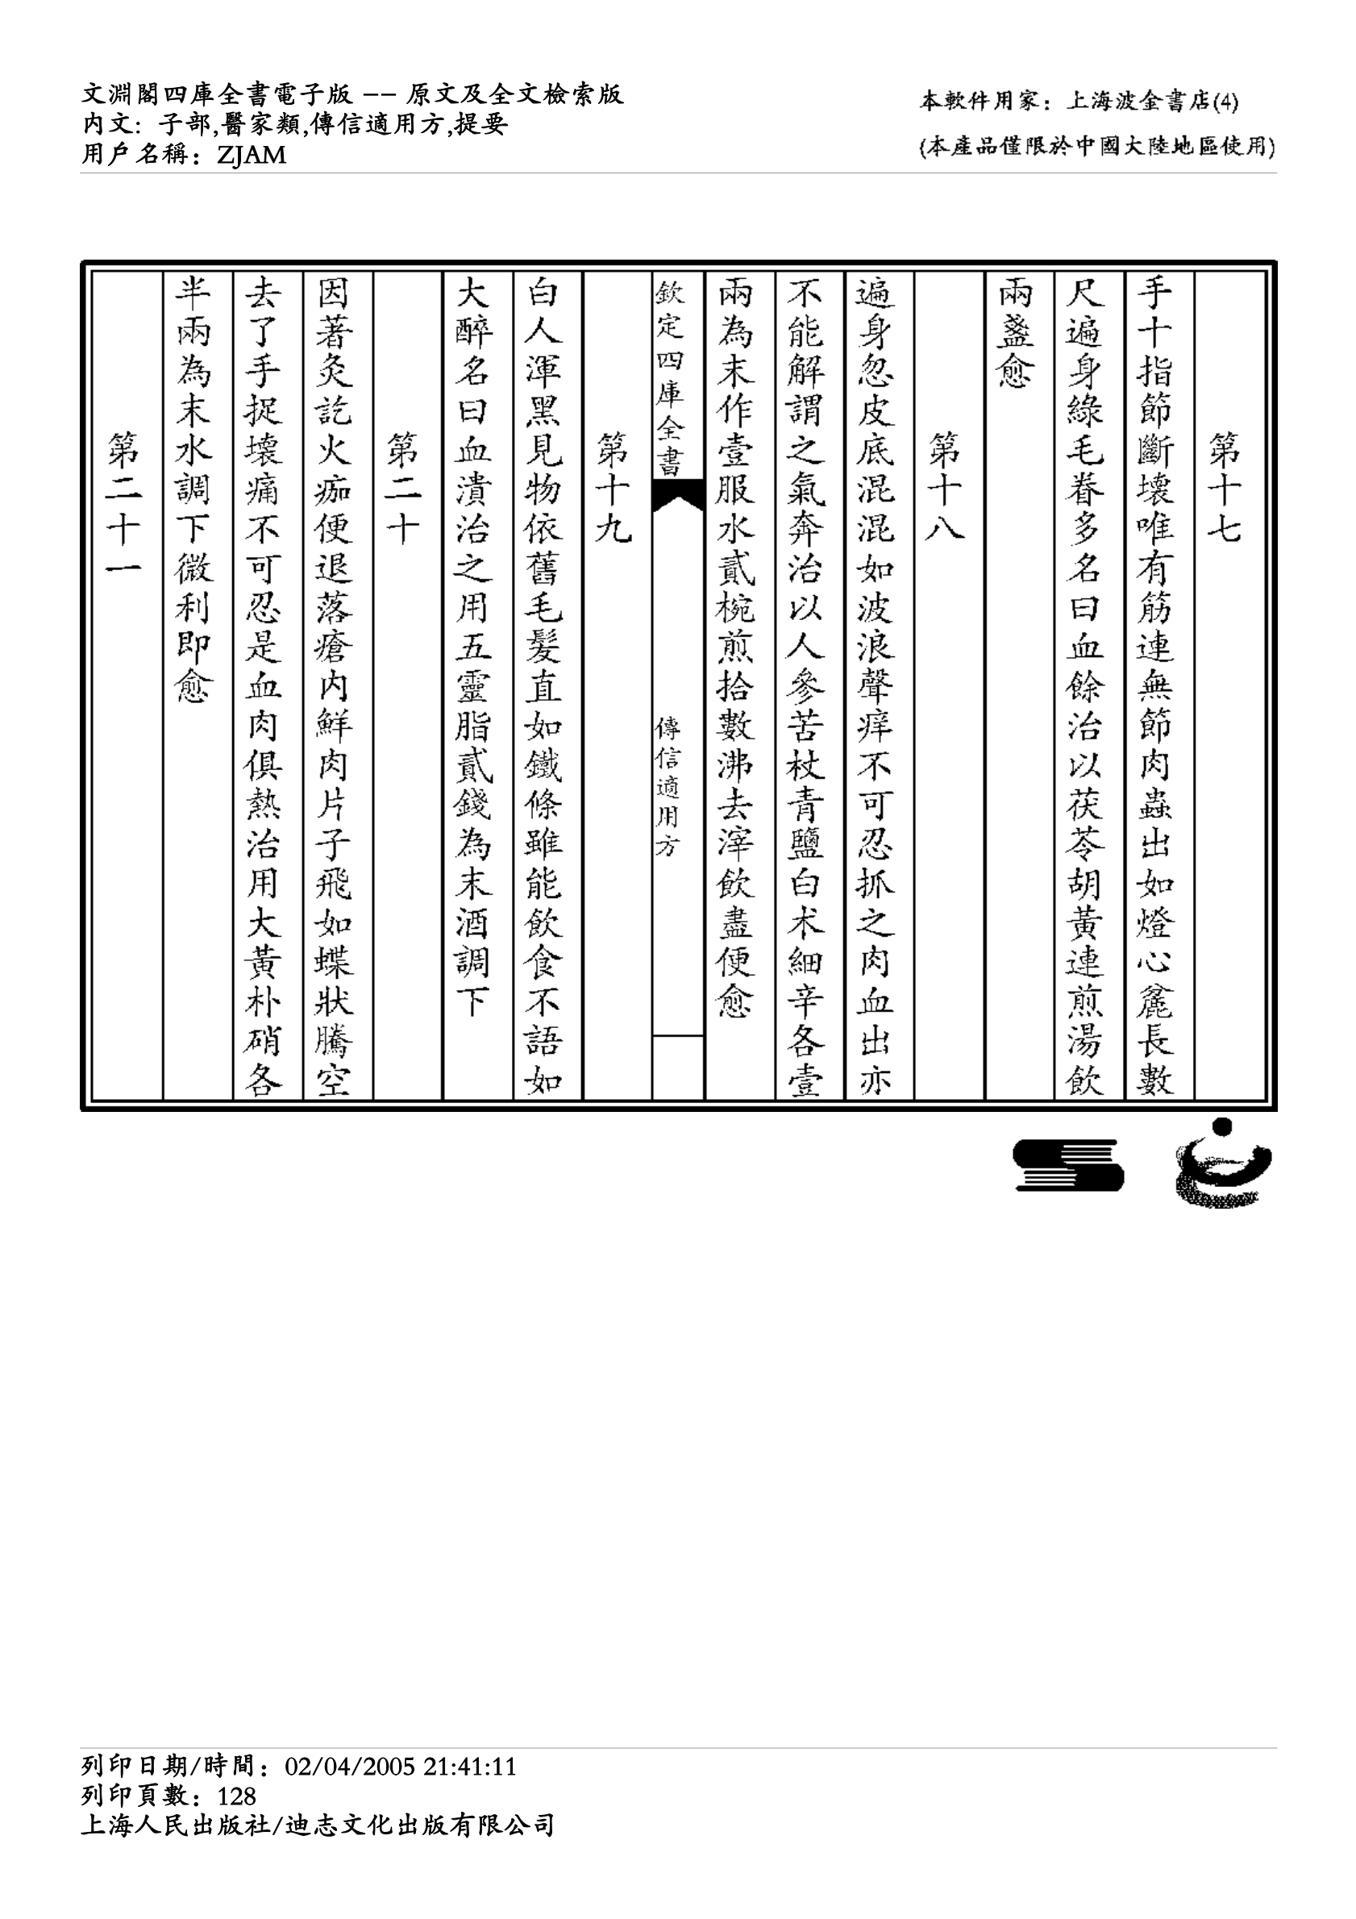 文淵閣四庫全書電子版 -- 原文及全文檢索版
內文: 子部,醫家類,傳信適用方,提要
用戶名稱: ZJAM
本軟件用家: 上海波金書店(4)
(本產品僅限於中國大陸地區使用)
第十七
手十指節斷壞唯有筋連無節肉蟲出如燈心麄長數
尺遍身綠毛眷多名曰血餘治以茯苓胡黃連煎湯飲
兩盞愈
第十八
遍身忽皮底混混如波浪聲痒不可忍抓之肉血出亦
不能解謂之氣奔治以人參苦杖青鹽白术細辛各壹
兩為末作壹服水貳椀煎拾數沸去滓飲盡便愈
欽定四庫全書
傳信適用方
第十九
白人渾黑見物依舊毛髮直如鐵條雖能飲食不語如
大醉名曰血潰治之用五靈脂貳錢為末酒調下
第二十
因著灸訖火痂便退落瘡內鮮肉片子飛如蝶狀騰空
去了手捉壞痛不可忍是血肉俱熱治用大黃朴硝各
半兩為末水調下微利即愈
第二十一
列印日期/時間: 02/04/2005 21:41:11
列印頁數: 128
上海人民出版社/迪志文化出版有限公司